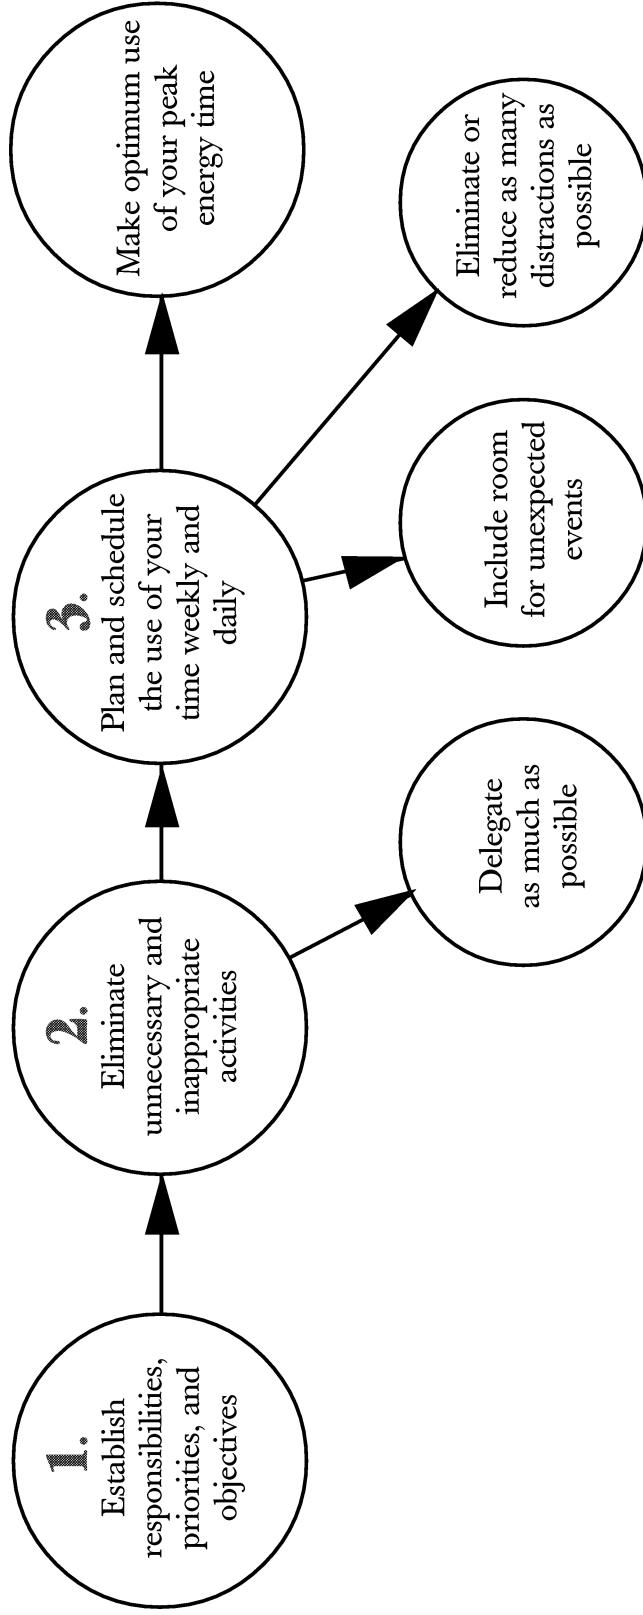 1.
Establish
responsibilities,
priorities, and
objectives
2.
Eliminate
unnecessary and
inappropriate
activities
Delegate
as much as
possible
3.
Plan and schedule
the use of your
time weekly and
daily
Make optimum use
of your peak
energy time
Include room
for unexpected
events
Eliminate or
reduce as many
distractions as
possible